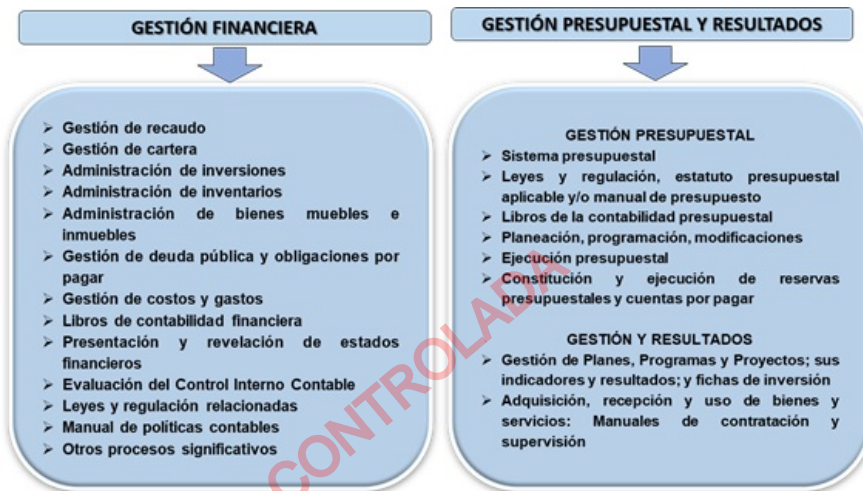 GESTIÓN FINANCIERA
➢ Gestión de recaudo
➢ Gestión de cartera
➢ Administración de inversiones
➢ Administración de inventarios
➢ Administración de bienes muebles e
inmuebles
➢ Gestión de deuda pública y obligaciones por
pagar
➢ Gestión de costos y gastos
➢ Libros de contabilidad financiera
➢ Presentación y revelación de estados
financieros
➢ Evaluación del Control Interno Contable
➢ Leyes y regulación relacionadas
➢ Manual de políticas contables
➢ Otros procesos significativos
GESTIÓN PRESUPUESTAL Y RESULTADOS
GESTIÓN PRESUPUESTAL
➢ Sistema presupuestal
➢ Leyes y regulación, estatuto presupuestal
aplicable y/o manual de presupuesto
➢ Libros de la contabilidad presupuestal
➢ Planeación, programación, modificaciones
➢ Ejecución presupuestal
➢ Constitución y ejecución de reservas
presupuestales y cuentas por pagar
GESTIÓN Y RESULTADOS
➢ Gestión de Planes, Programas y Proyectos; sus
indicadores y resultados; y fichas de inversión
➢ Adquisición, recepción y uso de bienes y
servicios: Manuales de contratación y
supervisión
CONTROLADA